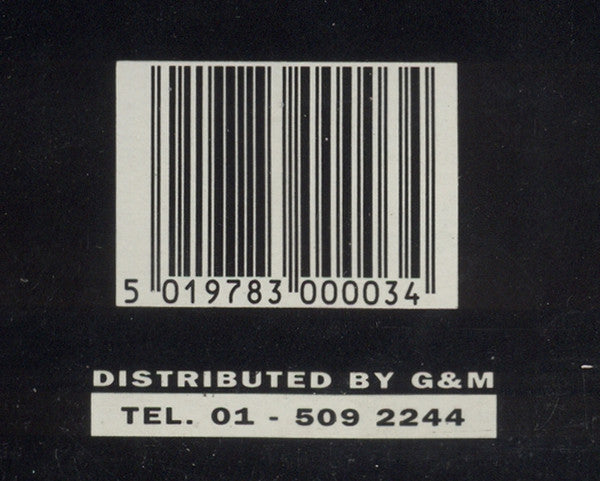 5 019783 000034
DISTRIBUTED BY G&M
TEL. 01 - 509 2244